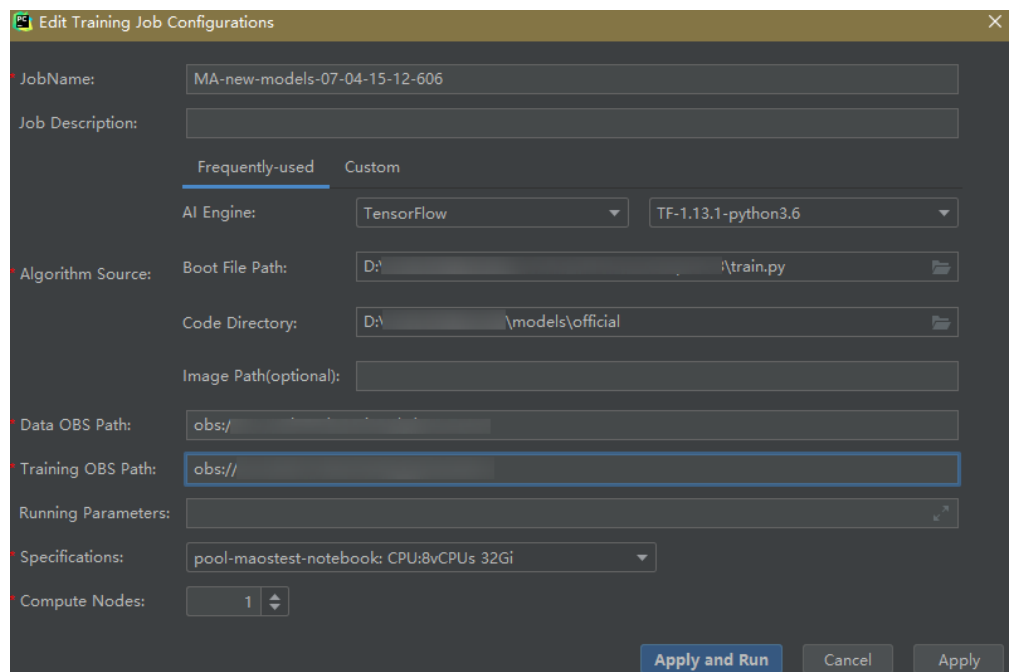 PC Edit Training Job Configurations
* JobName: MA-new-models-07-04-15-12-606
Job Description:
Frequently-used Custom
AI Engine: TensorFlow TF-1.13.1-python3.6
* Algorithm Source:
Boot File Path: D:\ \train.py
Code Directory: D:\ \models\official
Image Path(optional):
* Data OBS Path: obs:/
* Training OBS Path: obs://
Running Parameters:
* Specifications: pool-maostest-notebook: CPU:8vCPUs 32Gi
* Compute Nodes: 1
Apply and Run Cancel Apply